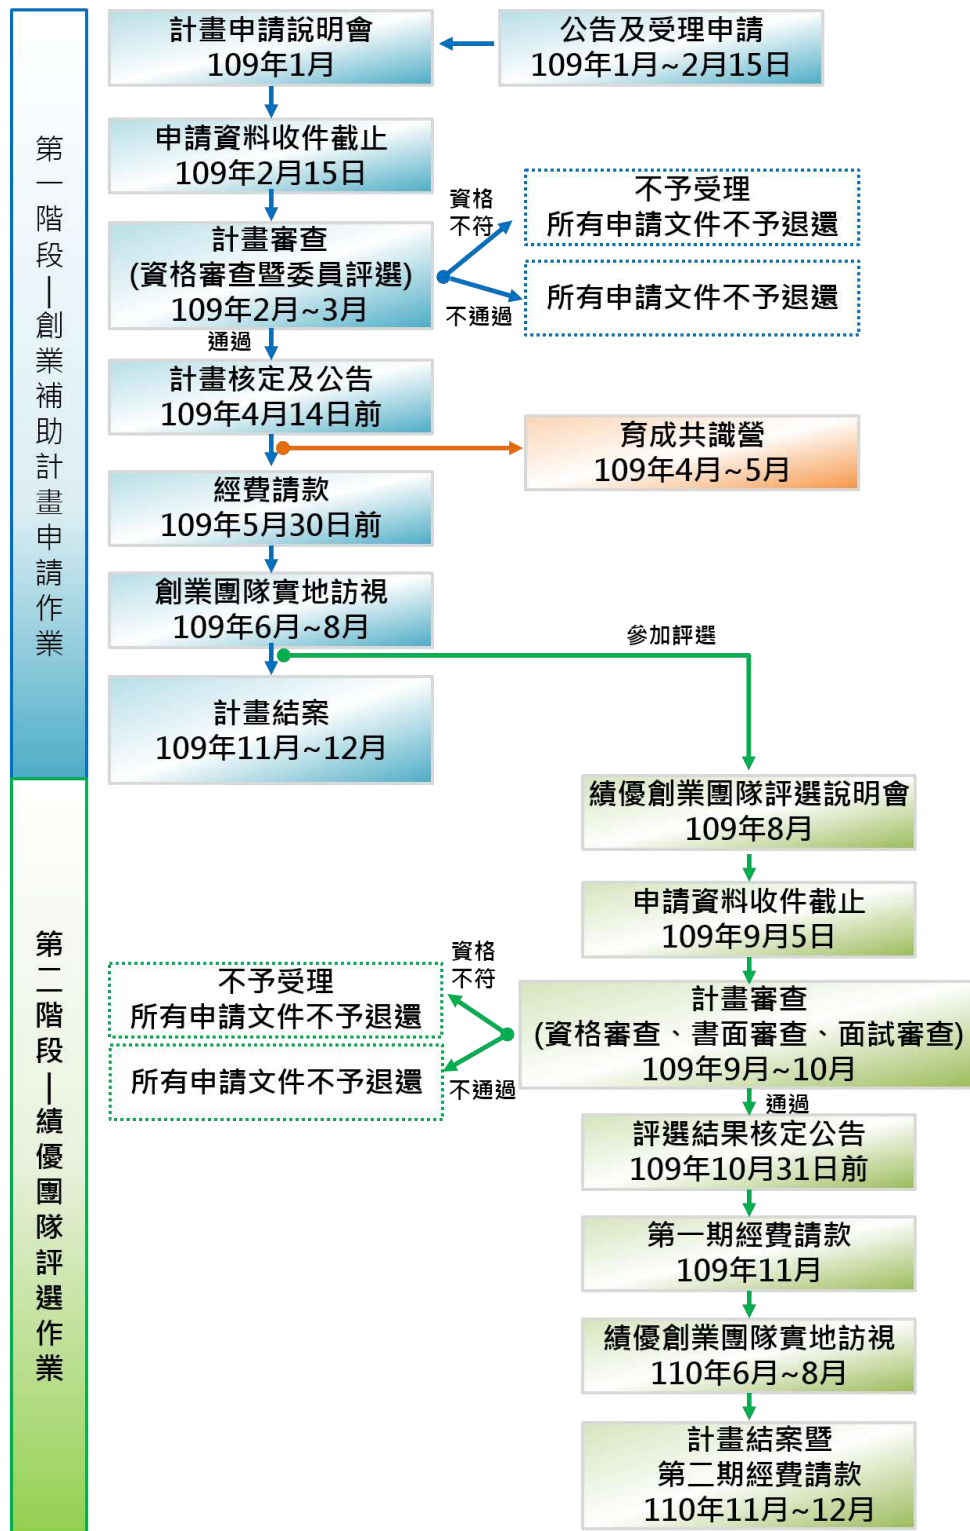 第一階段—創業補助計畫申請作業
計畫申請說明會
109年1月
公告及受理申請
109年1月~2月15日
申請資料收件截止
109年2月15日
計畫審查
(資格審查暨委員評選)
109年2月~3月
資格
不符
不予受理
所有申請文件不予退還
不通過
所有申請文件不予退還
通過
計畫核定及公告
109年4月14日前
育成共識營
109年4月~5月
經費請款
109年5月30日前
創業團隊實地訪視
109年6月~8月
參加評選
計畫結案
109年11月~12月
第二階段—績優團隊評選作業
績優創業團隊評選說明會
109年8月
申請資料收件截止
109年9月5日
計畫審查
(資格審查、書面審查、面試審查)
109年9月~10月
資格
不符
不予受理
所有申請文件不予退還
不通過
所有申請文件不予退還
通過
評選結果核定公告
109年10月31日前
第一期經費請款
109年11月
績優創業團隊實地訪視
110年6月~8月
計畫結案暨
第二期經費請款
110年11月~12月